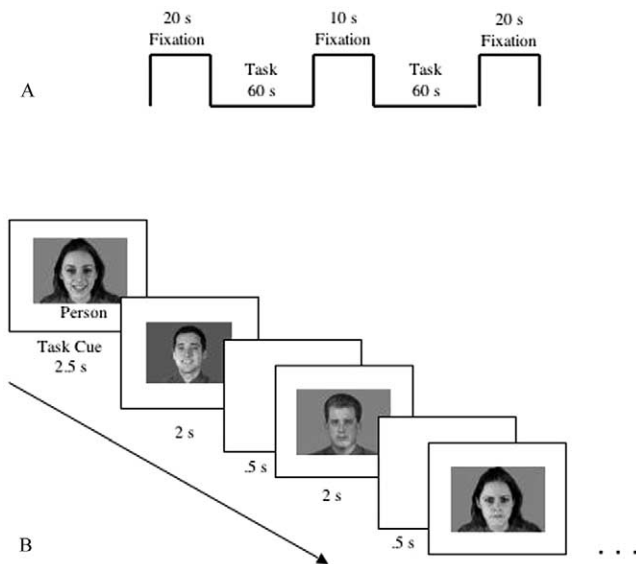 20 s
Fixation
10 s
Fixation
20 s
Fixation
Task
60 s
Task
60 s
A
Person
Task Cue
2.5 s
2 s
.5 s
2 s
.5 s
B
. . .